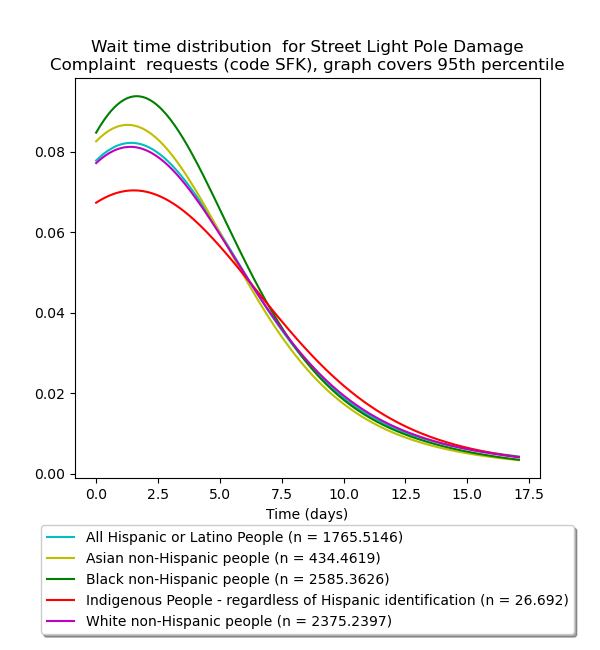 Wait time distribution  for Street Light Pole Damage
Complaint  requests (code SFK), graph covers 95th percentile
0.08
0.06
0.04
0.02
0.00
0.0 2.5 5.0 7.5 10.0 12.5 15.0 17.5
Time (days)
All Hispanic or Latino People (n = 1765.5146)
Asian non-Hispanic people (n = 434.4619)
Black non-Hispanic people (n = 2585.3626)
Indigenous People - regardless of Hispanic identification (n = 26.692)
White non-Hispanic people (n = 2375.2397)